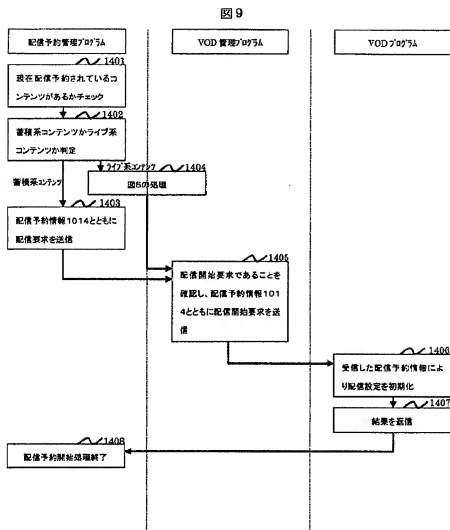 図9
配信予約管理プログラム
VOD管理プログラム
VODプログラム
1401
現在配信予約されているコ
ンテンツがあるかチェック
1402
蓄積系コンテンツかライブ系
コンテンツか判定
ライブ系コンテンツ
1404
図8の処理
蓄積系コンテンツ
1403
配信予約情報1014とともに
配信要求を送信
1405
配信開始要求であることを
確認し、配信予約情報101
4とともに配信開始要求を送
信
1406
受信した配信予約情報によ
り配信設定を初期化
1407
結果を返信
1408
配信予約開始処理終了